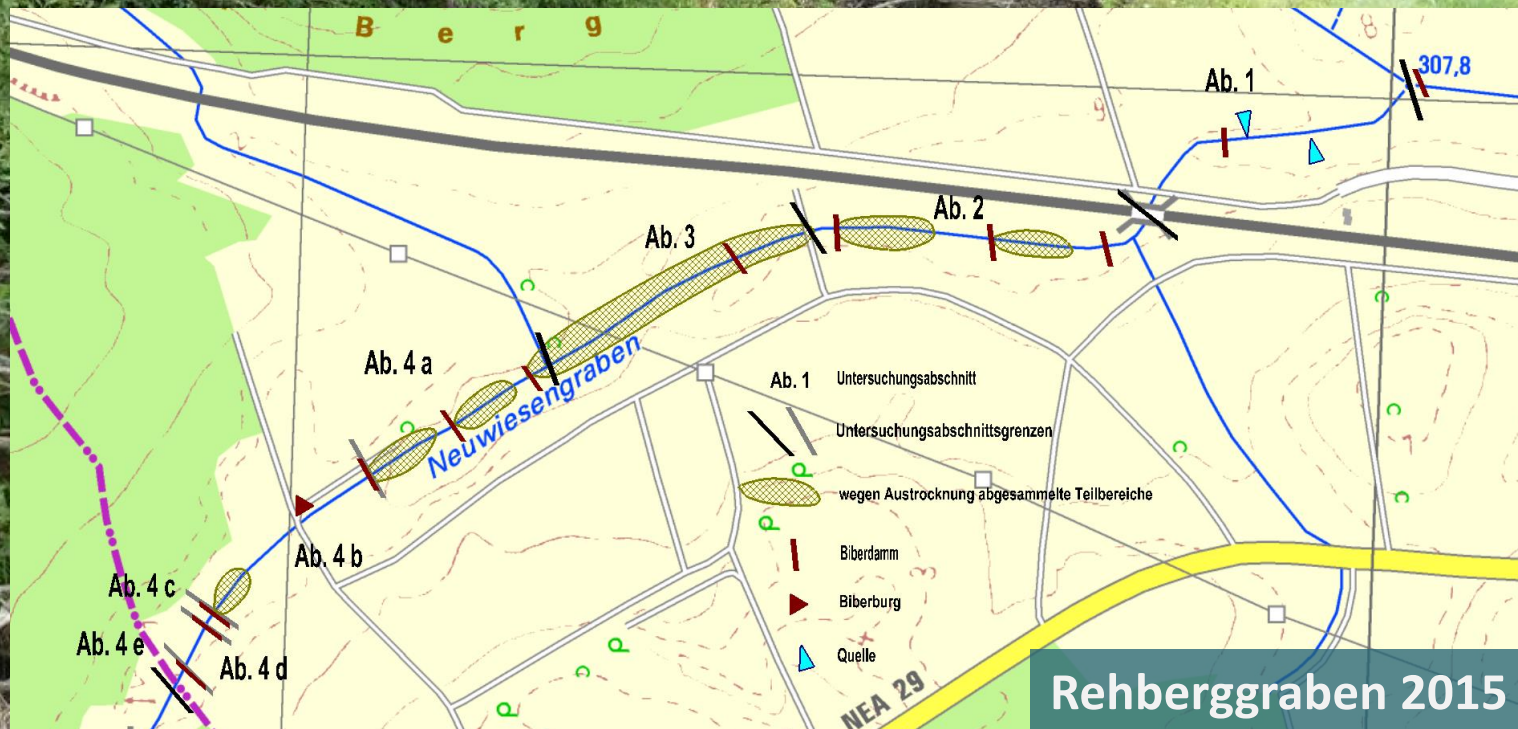 B e r g
307,8
Ab. 1
Ab. 2
Ab. 3
Ab. 4 a
Neuwiesengraben
Ab. 4 b
Ab. 4 c
Ab. 4 e
Ab. 4 d
Ab. 1 Untersuchungsabschnitt
Untersuchungsabschnittsgrenzen
wegen Austrocknung abgesammelte Teilbereiche
Biberdamm
Biberburg
Quelle
NEA 29
Rehberggraben 2015